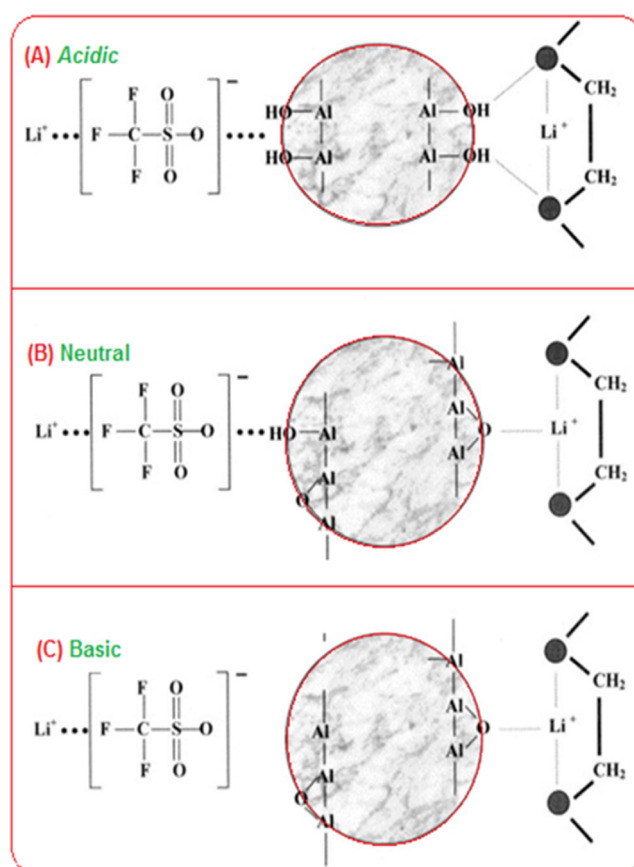 (A) Acidic
F O
Li⁺ F — C — S — O −
F O
HO—Al Al—OH
HO—Al Al—OH
CH₂
Li⁺
CH₂
(B) Neutral
F O
Li⁺ F — C — S — O −
F O
HO—Al
Al
O
Al
Al
Al
O
Al
CH₂
Li⁺
CH₂
(C) Basic
F O
Li⁺ F — C — S — O −
F O
Al
Al
O
Al
Al
Al
O
Al
CH₂
Li⁺
CH₂